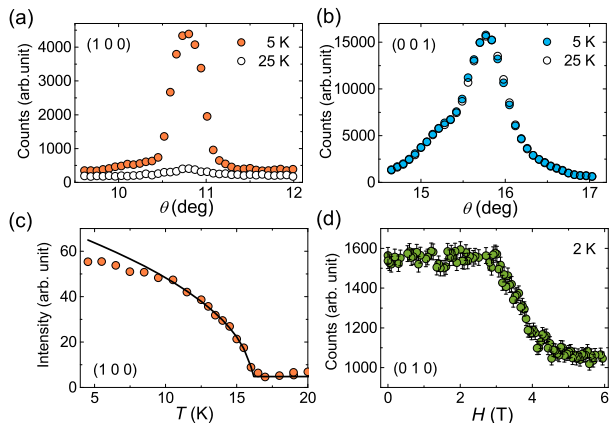 (a)
(1 0 0)
5 K
25 K
4000
3000
2000
1000
0
Counts (arb.unit)
10
11
12
θ (deg)
(b)
(0 0 1)
5 K
25 K
15000
10000
5000
0
Counts (arb.unit)
15
16
17
θ (deg)
(c)
60
40
20
0
Intensity (arb. unit)
(1 0 0)
5
10
15
20
T (K)
(d)
2 K
1600
1400
1200
1000
Counts (arb. unit)
(0 1 0)
0
2
4
6
H (T)